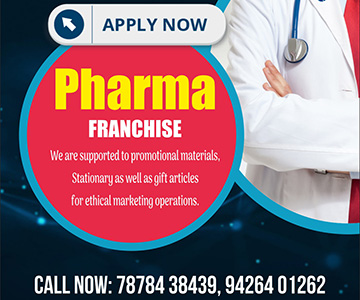 APPLY NOW
Pharma
FRANCHISE
We are supported to promotional materials,
Stationary as well as gift articles
for ethical marketing operations.
CALL NOW: 78784 38439, 94264 01262